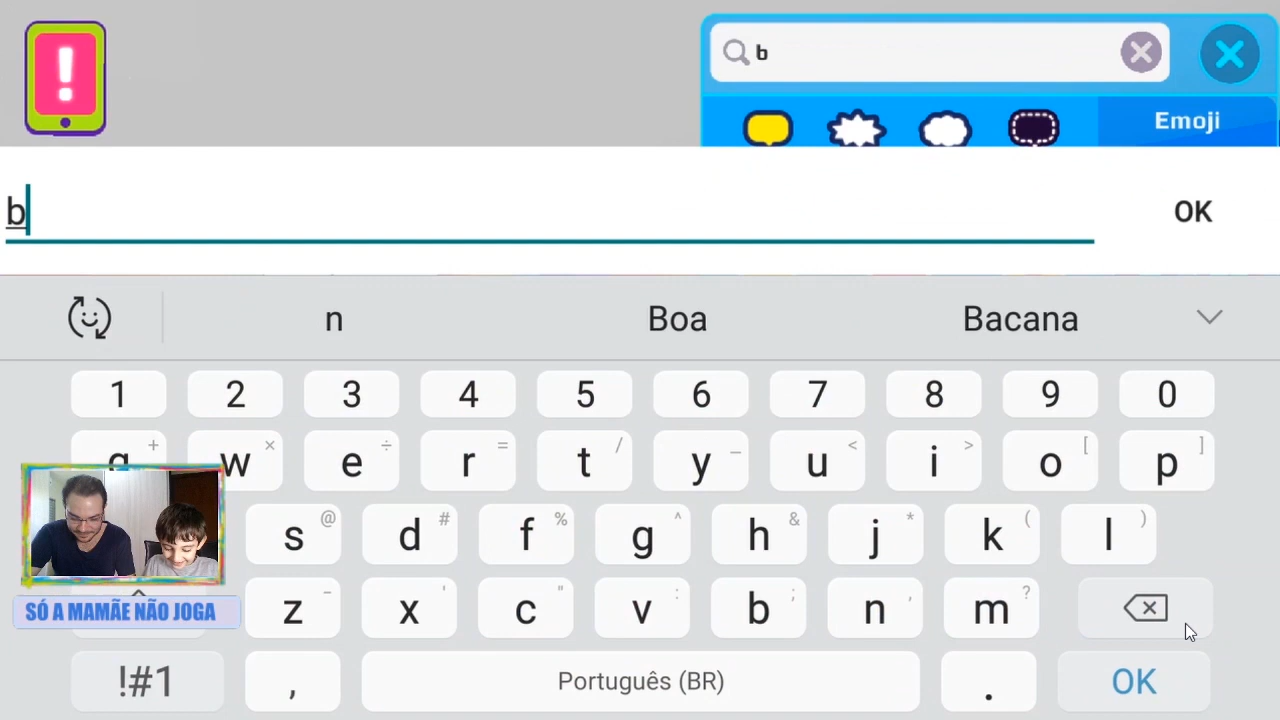 !
b
Emoji
b
OK
n Boa Bacana
1 2 3 4 5 6 7 8 9 0
q + w × e ÷ r = t / y _ u < i > o [ p ]
s @ d # f % g ^ h & j * k ( l )
z - x ' c " v : b ; n , m ?
SÓ A MAMÃE NÃO JOGA
!#1 , Português (BR) . OK